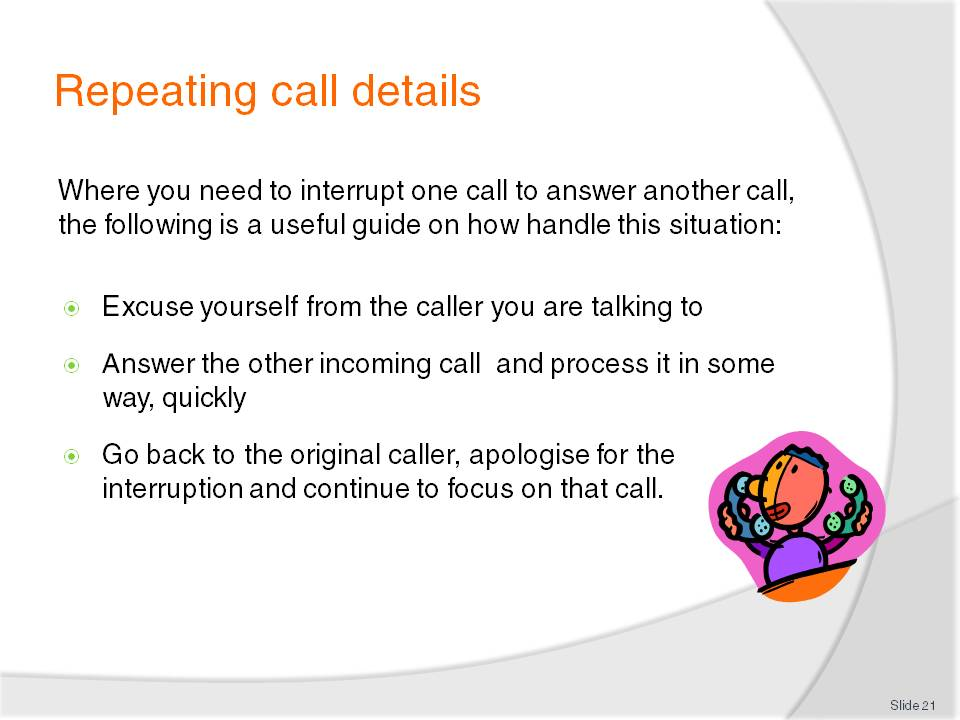 Repeating call details
Where you need to interrupt one call to answer another call,
the following is a useful guide on how handle this situation:
Excuse yourself from the caller you are talking to
Answer the other incoming call  and process it in some
way, quickly
Go back to the original caller, apologise for the
interruption and continue to focus on that call.
Slide 21